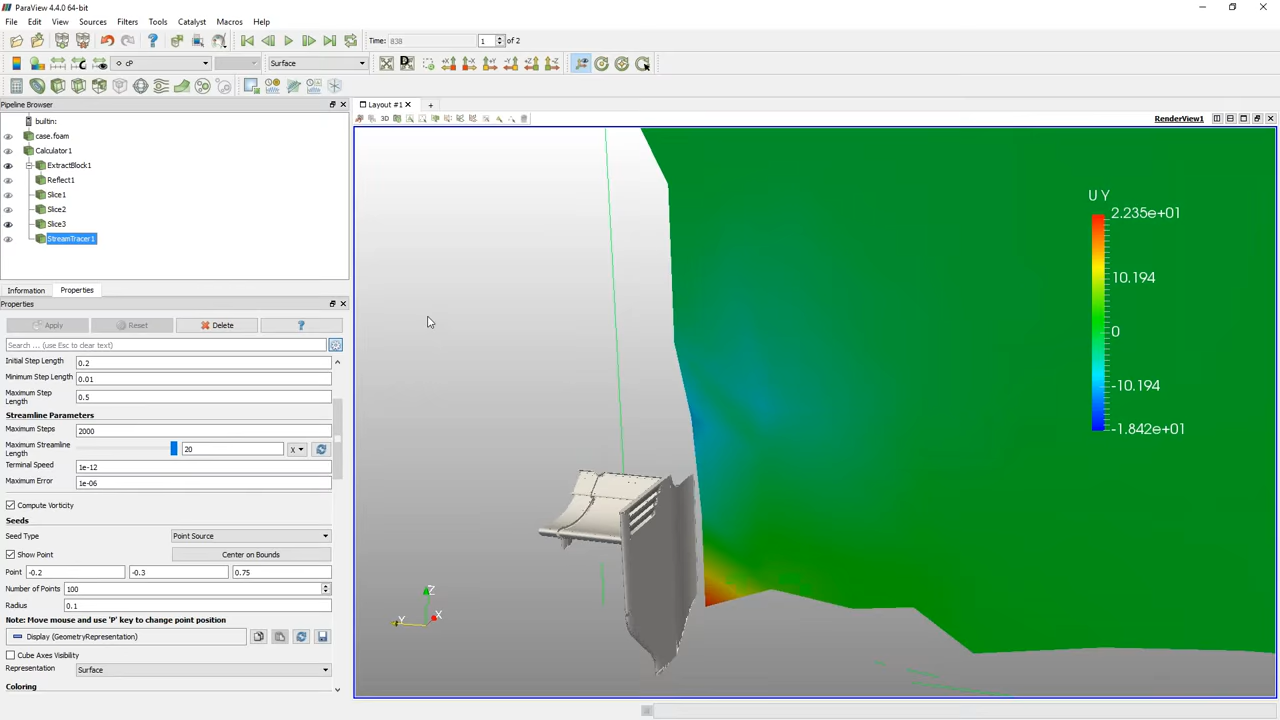 ParaView 4.4.0 64-bit
File Edit View Sources Filters Tools Catalyst Macros Help
Time: 838 1 of 2
cP Surface
Pipeline Browser
Layout #1
builtin:
3D RenderView1
case.foam
Calculator1
ExtractBlock1
Reflect1
Slice1
Slice2
Slice3
StreamTracer1
Information Properties
Properties
Apply Reset Delete ?
Search ... (use Esc to clear text)
Initial Step Length 0.2
Minimum Step Length 0.01
Maximum Step Length 0.5
Streamline Parameters
Maximum Steps 2000
Maximum Streamline Length 20 X
Terminal Speed 1e-12
Maximum Error 1e-06
Compute Vorticity
Seeds
Seed Type Point Source
Show Point Center on Bounds
Point -0.2 -0.3 0.75
Number of Points 100
Radius 0.1
Note: Move mouse and use 'P' key to change point position
Display (GeometryRepresentation)
Cube Axes Visibility
Representation Surface
Coloring
U Y
2.235e+01
10.194
0
-10.194
-1.842e+01
Z
X
Y